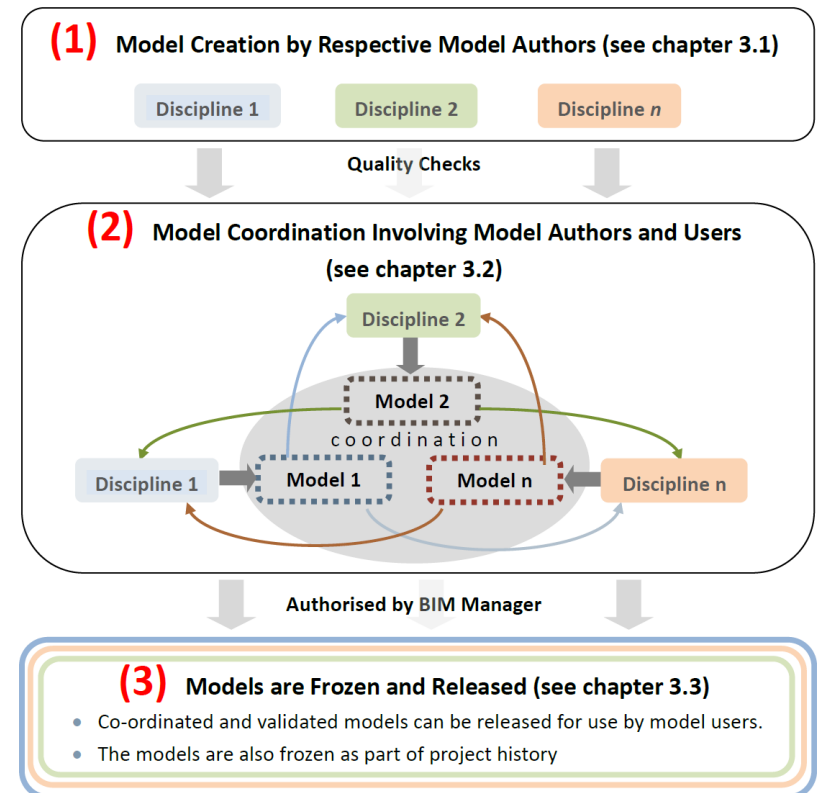 (1) Model Creation by Respective Model Authors (see chapter 3.1)
Discipline 1 Discipline 2 Discipline n
Quality Checks
(2) Model Coordination Involving Model Authors and Users
(see chapter 3.2)
Discipline 2
Model 2
coordination
Discipline 1 Model 1 Model n Discipline n
Authorised by BIM Manager
(3) Models are Frozen and Released (see chapter 3.3)
• Co-ordinated and validated models can be released for use by model users.
• The models are also frozen as part of project history